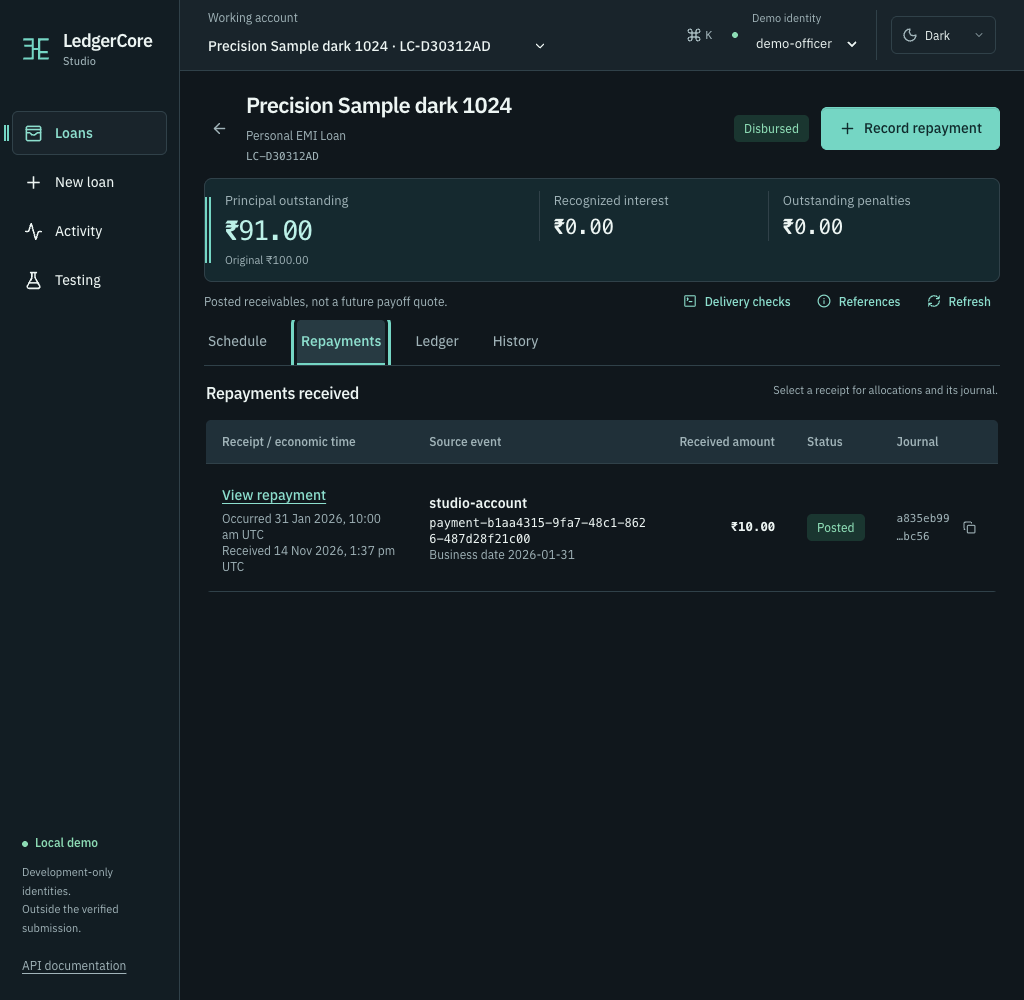 LedgerCore
Studio
Loans
New loan
Activity
Testing
Local demo
Development-only
identities.
Outside the verified
submission.
API documentation
Working account
Precision Sample dark 1024 · LC-D30312AD
⌘ K
Demo identity
demo-officer
Dark
Precision Sample dark 1024
Personal EMI Loan
LC-D30312AD
Disbursed
Record repayment
Principal outstanding
₹91.00
Original ₹100.00
Recognized interest
₹0.00
Outstanding penalties
₹0.00
Posted receivables, not a future payoff quote.
Delivery checks
References
Refresh
Schedule
Repayments
Ledger
History
Repayments received
Select a receipt for allocations and its journal.
Receipt / economic time
Source event
Received amount
Status
Journal
View repayment
Occurred 31 Jan 2026, 10:00
am UTC
Received 14 Nov 2026, 1:37 pm
UTC
studio-account
payment-b1aa4315-9fa7-48c1-862
6-487d28f21c00
Business date 2026-01-31
₹10.00
Posted
a835eb99
…bc56